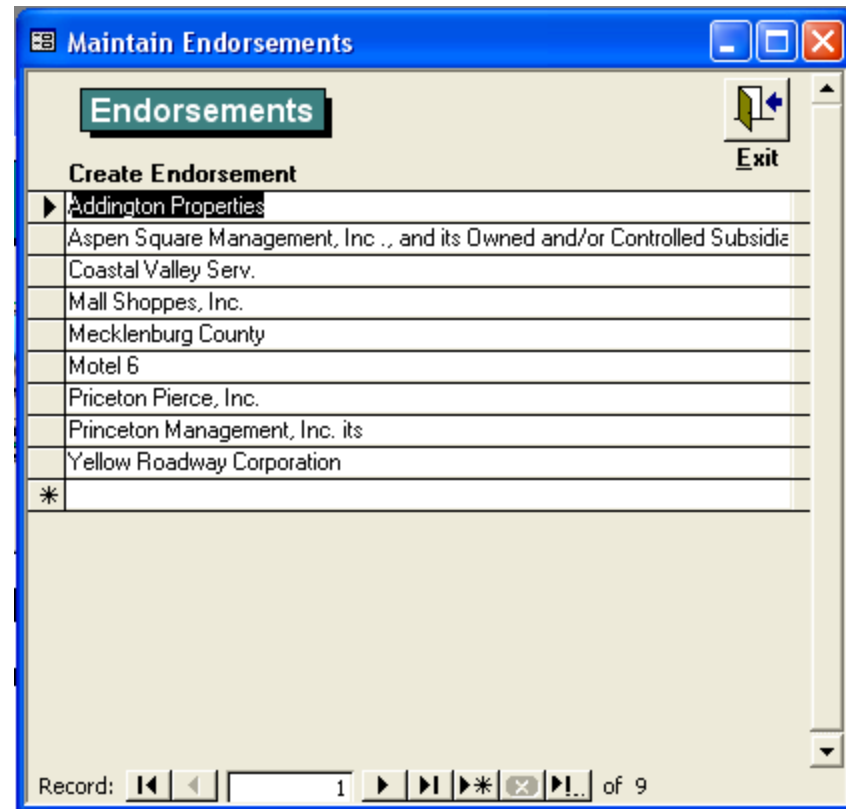 Maintain Endorsements
Endorsements
Exit
Create Endorsement
Addington Properties
Aspen Square Management, Inc ., and its Owned and/or Controlled Subsidia
Coastal Valley Serv.
Mall Shoppes, Inc.
Mecklenburg County
Motel 6
Priceton Pierce, Inc.
Princeton Management, Inc. its
Yellow Roadway Corporation
Record: 1 of 9